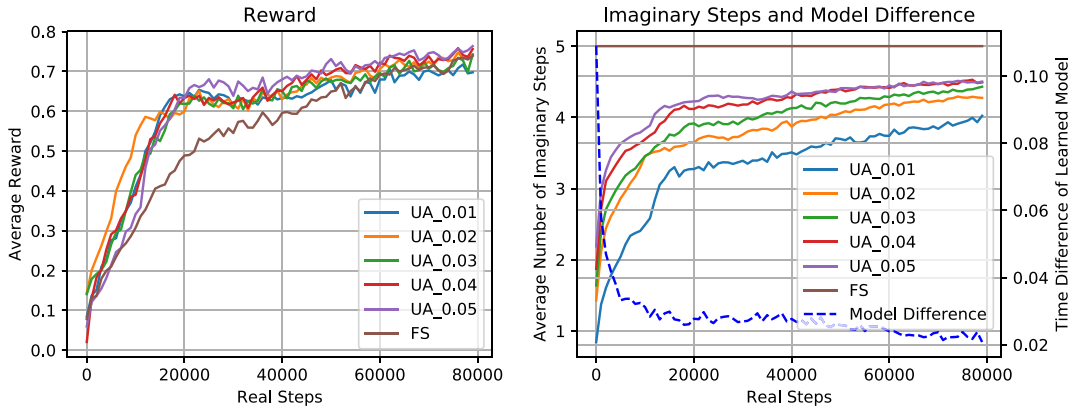 Reward
Average Reward
0.8
0.7
0.6
0.5
0.4
0.3
0.2
0.1
0.0
UA_0.01
UA_0.02
UA_0.03
UA_0.04
UA_0.05
FS
0 20000 40000 60000 80000
Real Steps
Imaginary Steps and Model Difference
Average Number of Imaginary Steps
5
4
3
2
1
UA_0.01
UA_0.02
UA_0.03
UA_0.04
UA_0.05
FS
Model Difference
0.10
0.08
0.06
0.04
0.02
Time Difference of Learned Model
0 20000 40000 60000 80000
Real Steps